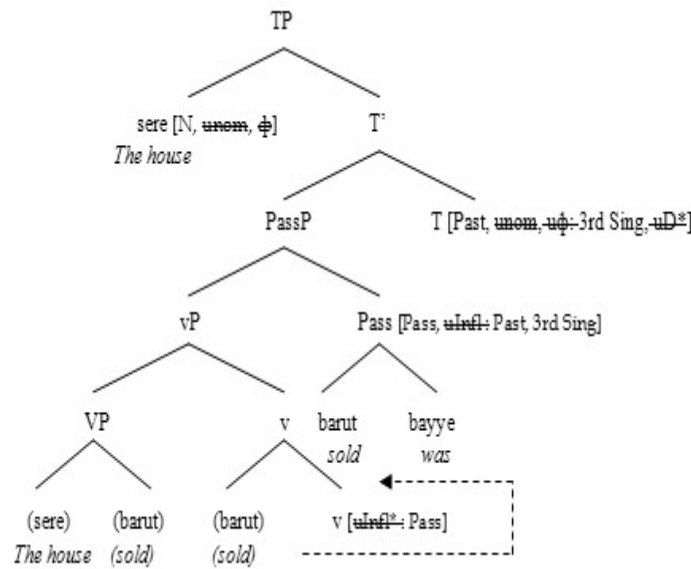 TP
sere [N, unom, ф] T’
The house
PassP T [Past, unom, uф: 3rd Sing, uD*]
vP Pass [Pass, uInfl: Past, 3rd Sing]
VP v barut bayye
sold was
(sere) (barut) (barut) v [uInfl*: Pass]
The house (sold) (sold)